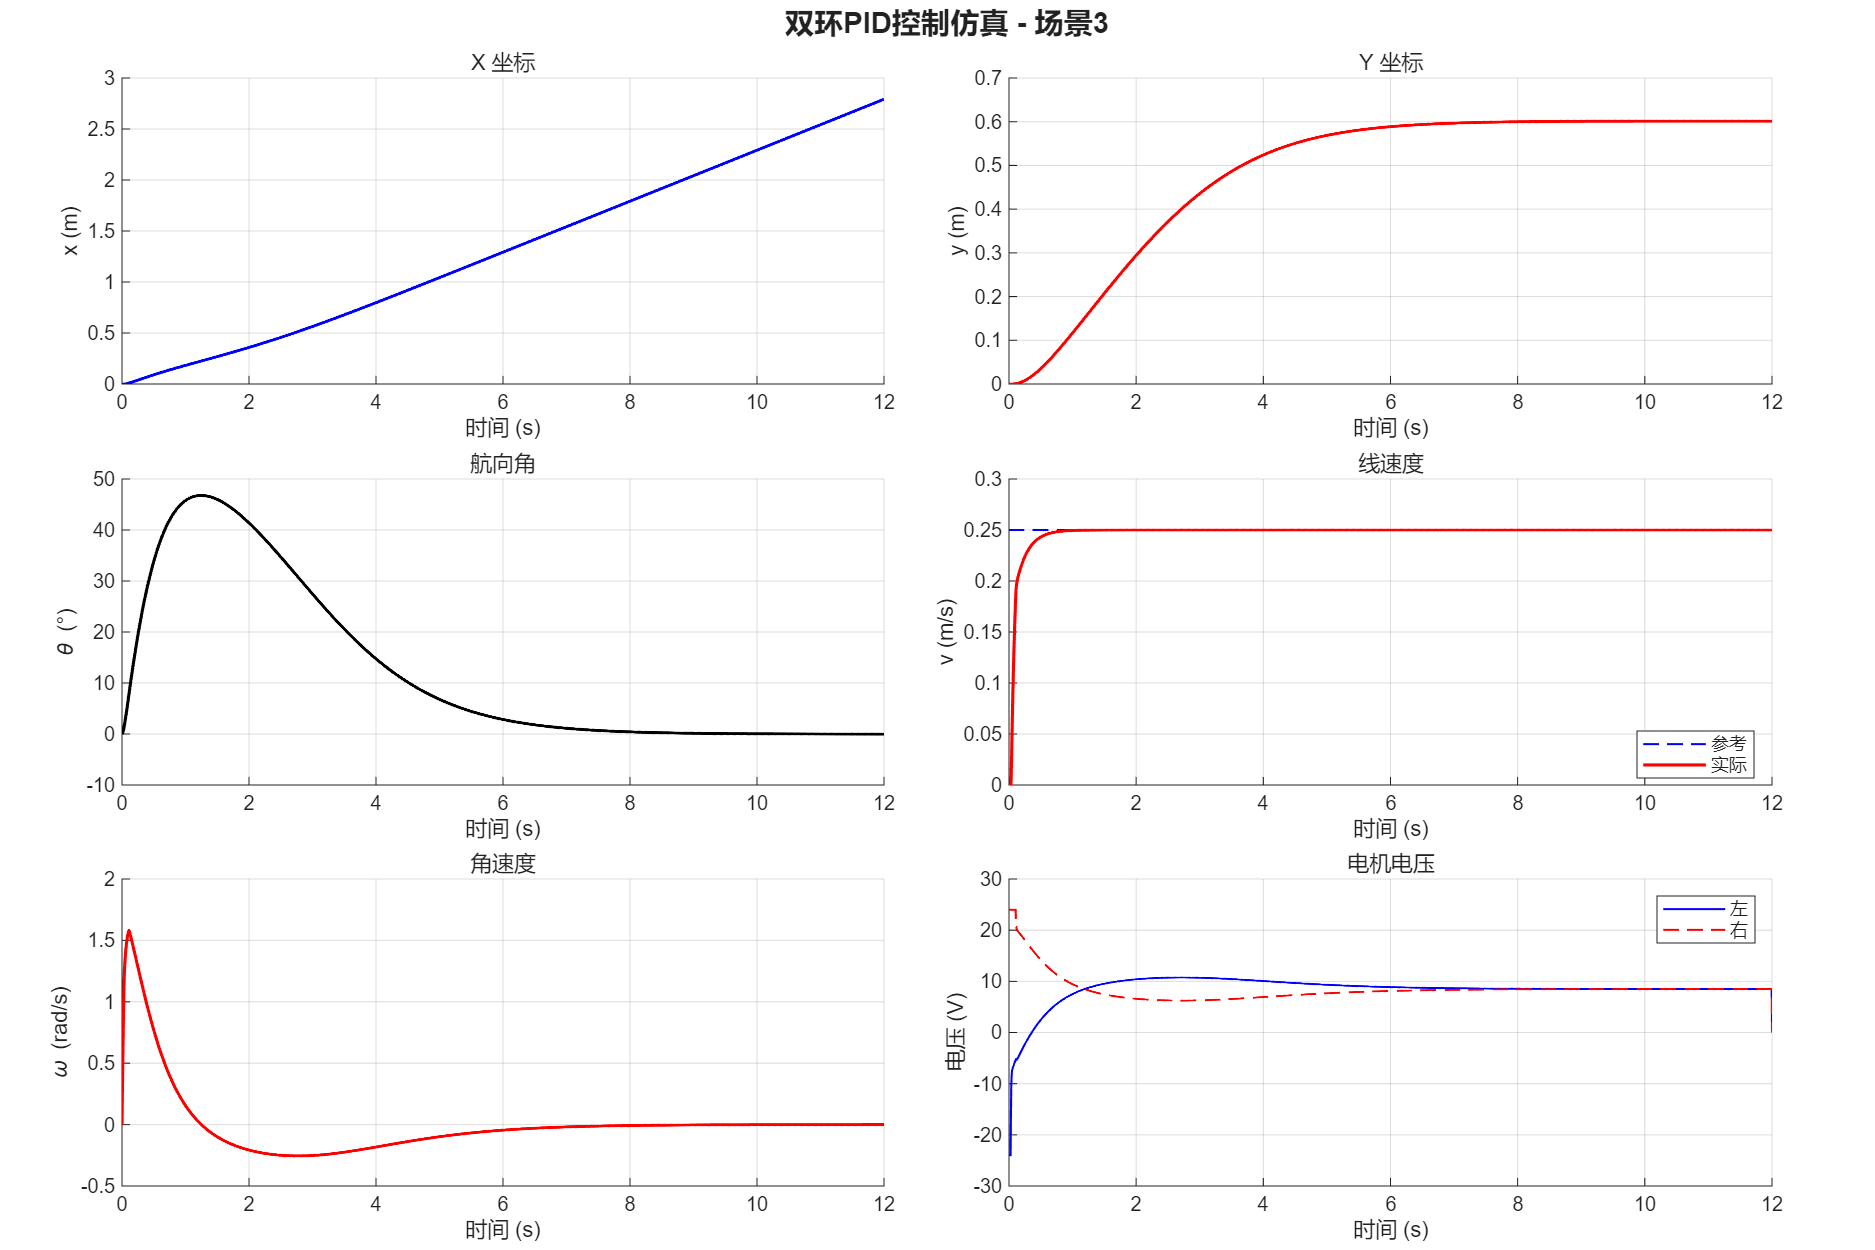 双环PID控制仿真 - 场景3
X 坐标
3
2.5
2
1.5
1
0.5
0
x (m)
0 2 4 6 8 10 12
时间 (s)
Y 坐标
0.7
0.6
0.5
0.4
0.3
0.2
0.1
0
y (m)
0 2 4 6 8 10 12
时间 (s)
航向角
50
40
30
20
10
0
-10
θ (°)
0 2 4 6 8 10 12
时间 (s)
线速度
0.3
0.25
0.2
0.15
0.1
0.05
0
v (m/s)
参考
实际
0 2 4 6 8 10 12
时间 (s)
角速度
2
1.5
1
0.5
0
-0.5
ω (rad/s)
0 2 4 6 8 10 12
时间 (s)
电机电压
30
20
10
0
-10
-20
-30
电压 (V)
左
右
0 2 4 6 8 10 12
时间 (s)